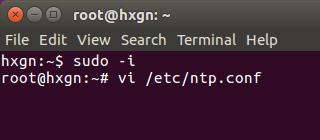 root@hxgn: ~
File Edit View Search Terminal Help
hxgn:~$ sudo -i
root@hxgn:~# vi /etc/ntp.conf